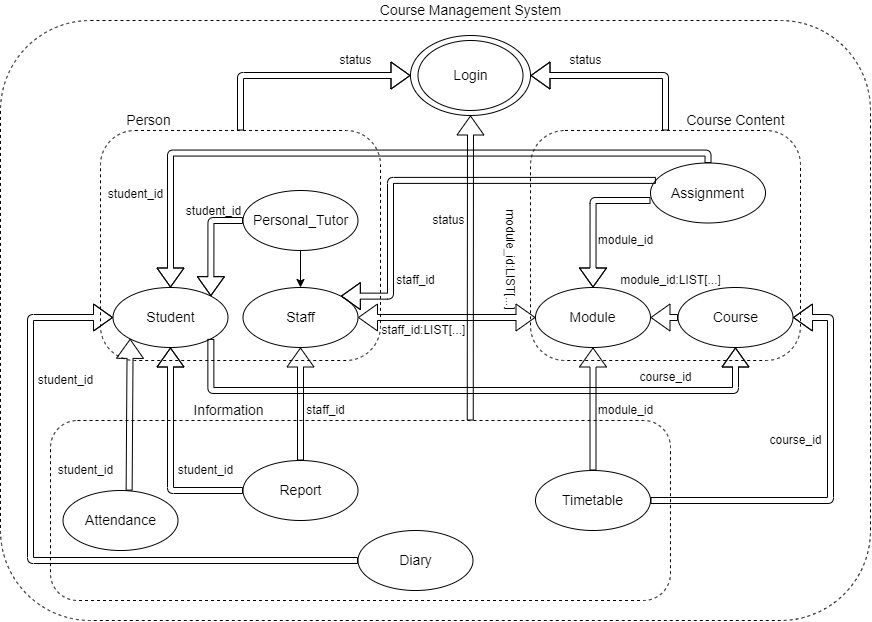 Course Management System
status
status
Login
Person
Course Content
student_id
student_id
Personal_Tutor
status
module_id:LIST[...]
Assignment
module_id
staff_id
module_id:LIST[...]
Student
Staff
staff_id:LIST[...]
Module
Course
student_id
course_id
Information
staff_id
module_id
course_id
student_id
student_id
Report
Timetable
Attendance
Diary